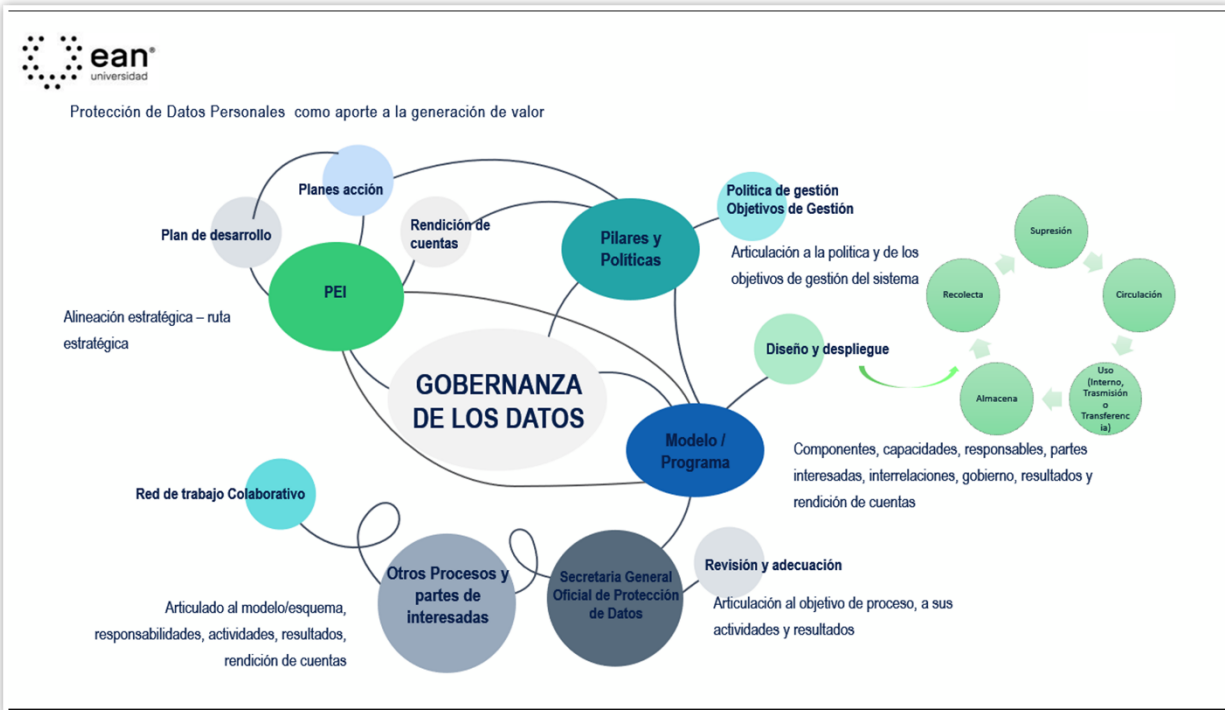 ean®
universidad
Protección de Datos Personales como aporte a la generación de valor
Planes acción
Plan de desarrollo
Rendición de
cuentas
PEI
Alineación estratégica – ruta
estratégica
Pilares y
Políticas
Política de gestión
Objetivos de Gestión
Articulación a la politica y de los
objetivos de gestión del sistema
GOBERNANZA
DE LOS DATOS
Diseño y despliegue
Modelo /
Programa
Supresión
Recolecta
Circulación
Almacena
Uso
(Interno,
Trasmisión
o
Transferenc
ia)
Componentes, capacidades, responsables, partes
interesadas, interrelaciones, gobierno, resultados y
rendición de cuentas
Red de trabajo Colaborativo
Otros Procesos y
partes de
interesadas
Articulado al modelo/esquema,
responsabilidades, actividades, resultados,
rendición de cuentas
Secretaria General
Oficial de Protección
de Datos
Revisión y adecuación
Articulación al objetivo de proceso, a sus
actividades y resultados